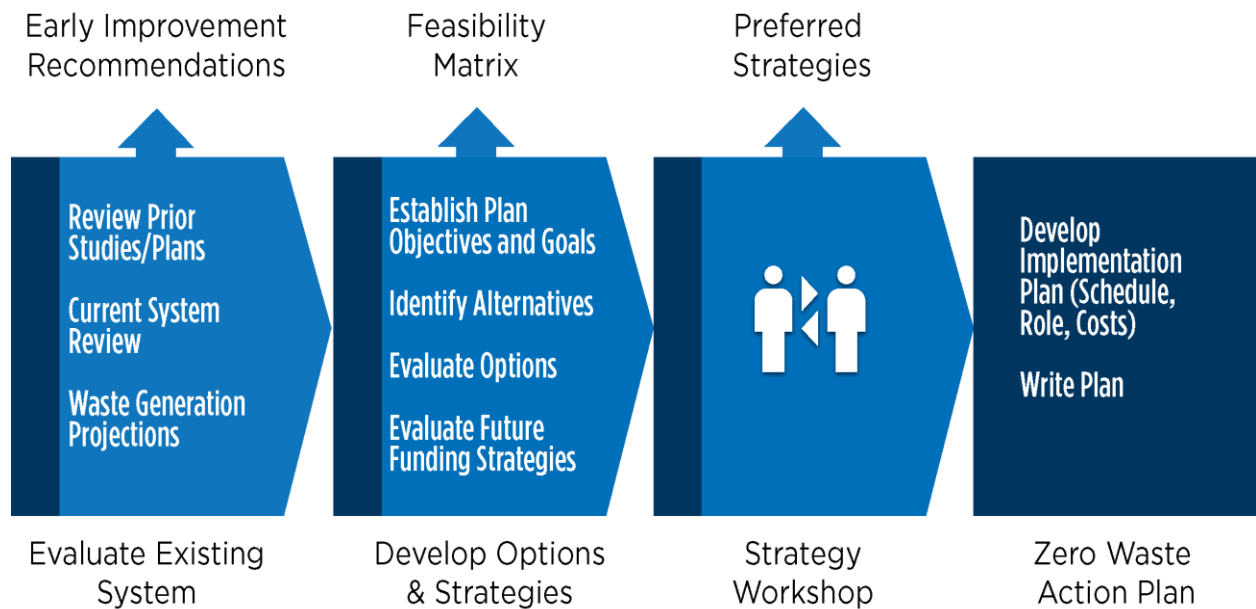 Early Improvement
Recommendations
Feasibility
Matrix
Preferred
Strategies
Review Prior
Studies/Plans
Current System
Review
Waste Generation
Projections
Establish Plan
Objectives and Goals
Identify Alternatives
Evaluate Options
Evaluate Future
Funding Strategies
Develop
Implementation
Plan (Schedule,
Role, Costs)
Write Plan
Evaluate Existing
System
Develop Options
& Strategies
Strategy
Workshop
Zero Waste
Action Plan